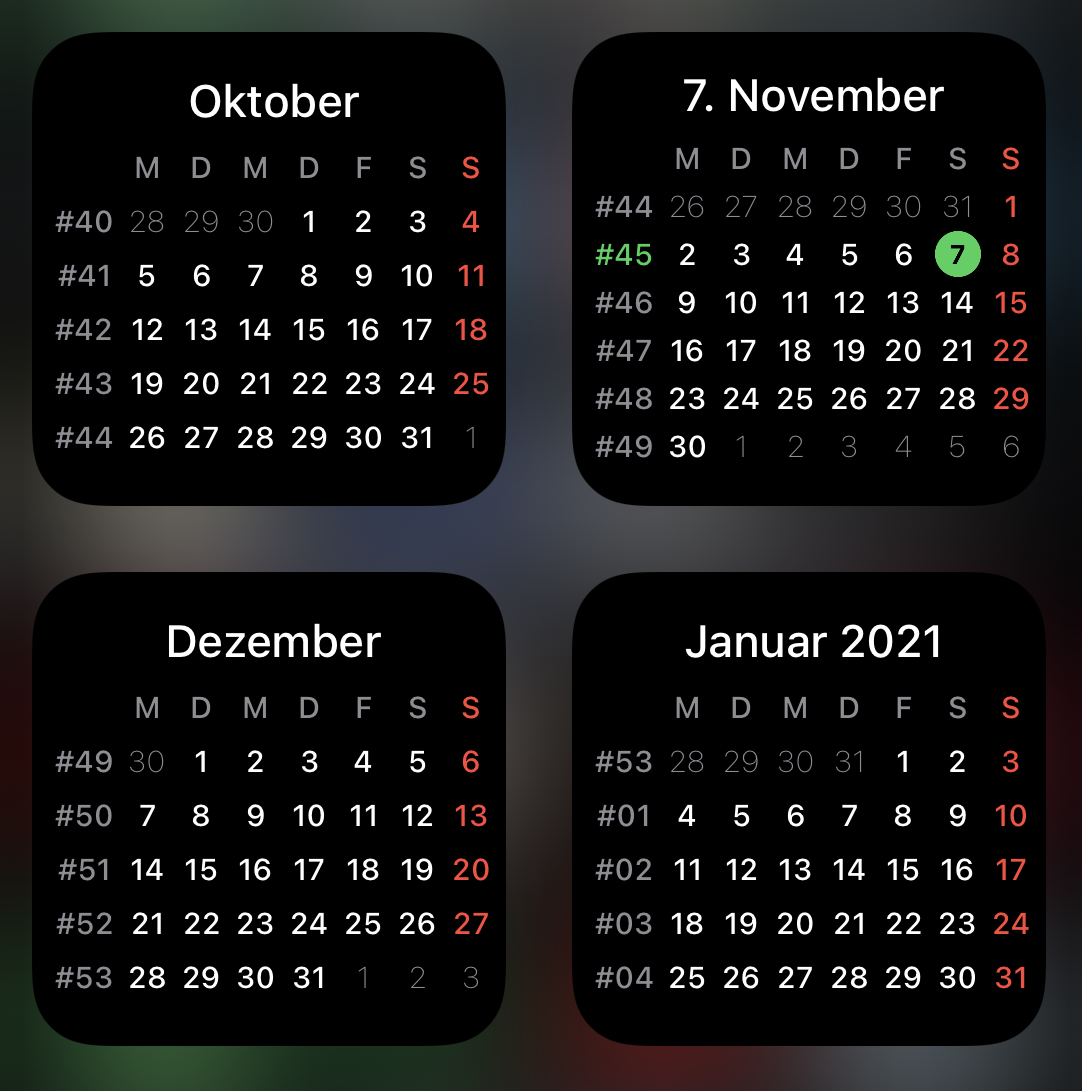 Oktober
M D M D F S S
#40 28 29 30 1 2 3 4
#41 5 6 7 8 9 10 11
#42 12 13 14 15 16 17 18
#43 19 20 21 22 23 24 25
#44 26 27 28 29 30 31 1
7. November
M D M D F S S
#44 26 27 28 29 30 31 1
#45 2 3 4 5 6 7 8
#46 9 10 11 12 13 14 15
#47 16 17 18 19 20 21 22
#48 23 24 25 26 27 28 29
#49 30 1 2 3 4 5 6
Dezember
M D M D F S S
#49 30 1 2 3 4 5 6
#50 7 8 9 10 11 12 13
#51 14 15 16 17 18 19 20
#52 21 22 23 24 25 26 27
#53 28 29 30 31 1 2 3
Januar 2021
M D M D F S S
#53 28 29 30 31 1 2 3
#01 4 5 6 7 8 9 10
#02 11 12 13 14 15 16 17
#03 18 19 20 21 22 23 24
#04 25 26 27 28 29 30 31